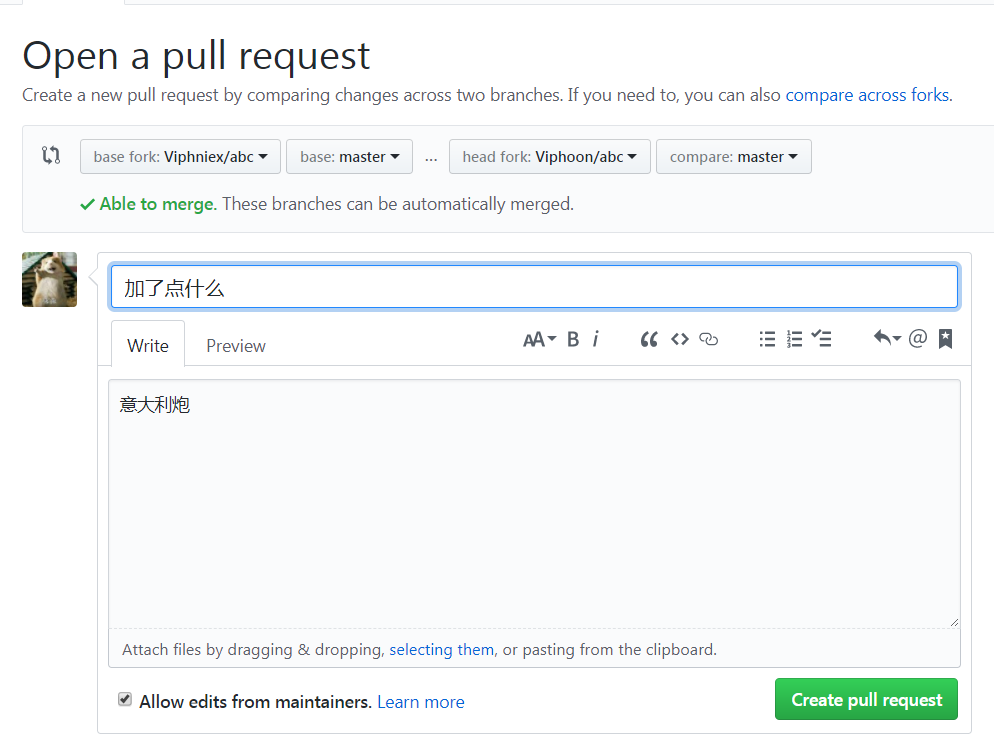 Open a pull request
Create a new pull request by comparing changes across two branches. If you need to, you can also compare across forks.
base fork: Viphniex/abc base: master ... head fork: Viphoon/abc compare: master
Able to merge. These branches can be automatically merged.
加了点什么
Write Preview AA B i @
意大利炮
Attach files by dragging & dropping, selecting them, or pasting from the clipboard.
Allow edits from maintainers. Learn more Create pull request